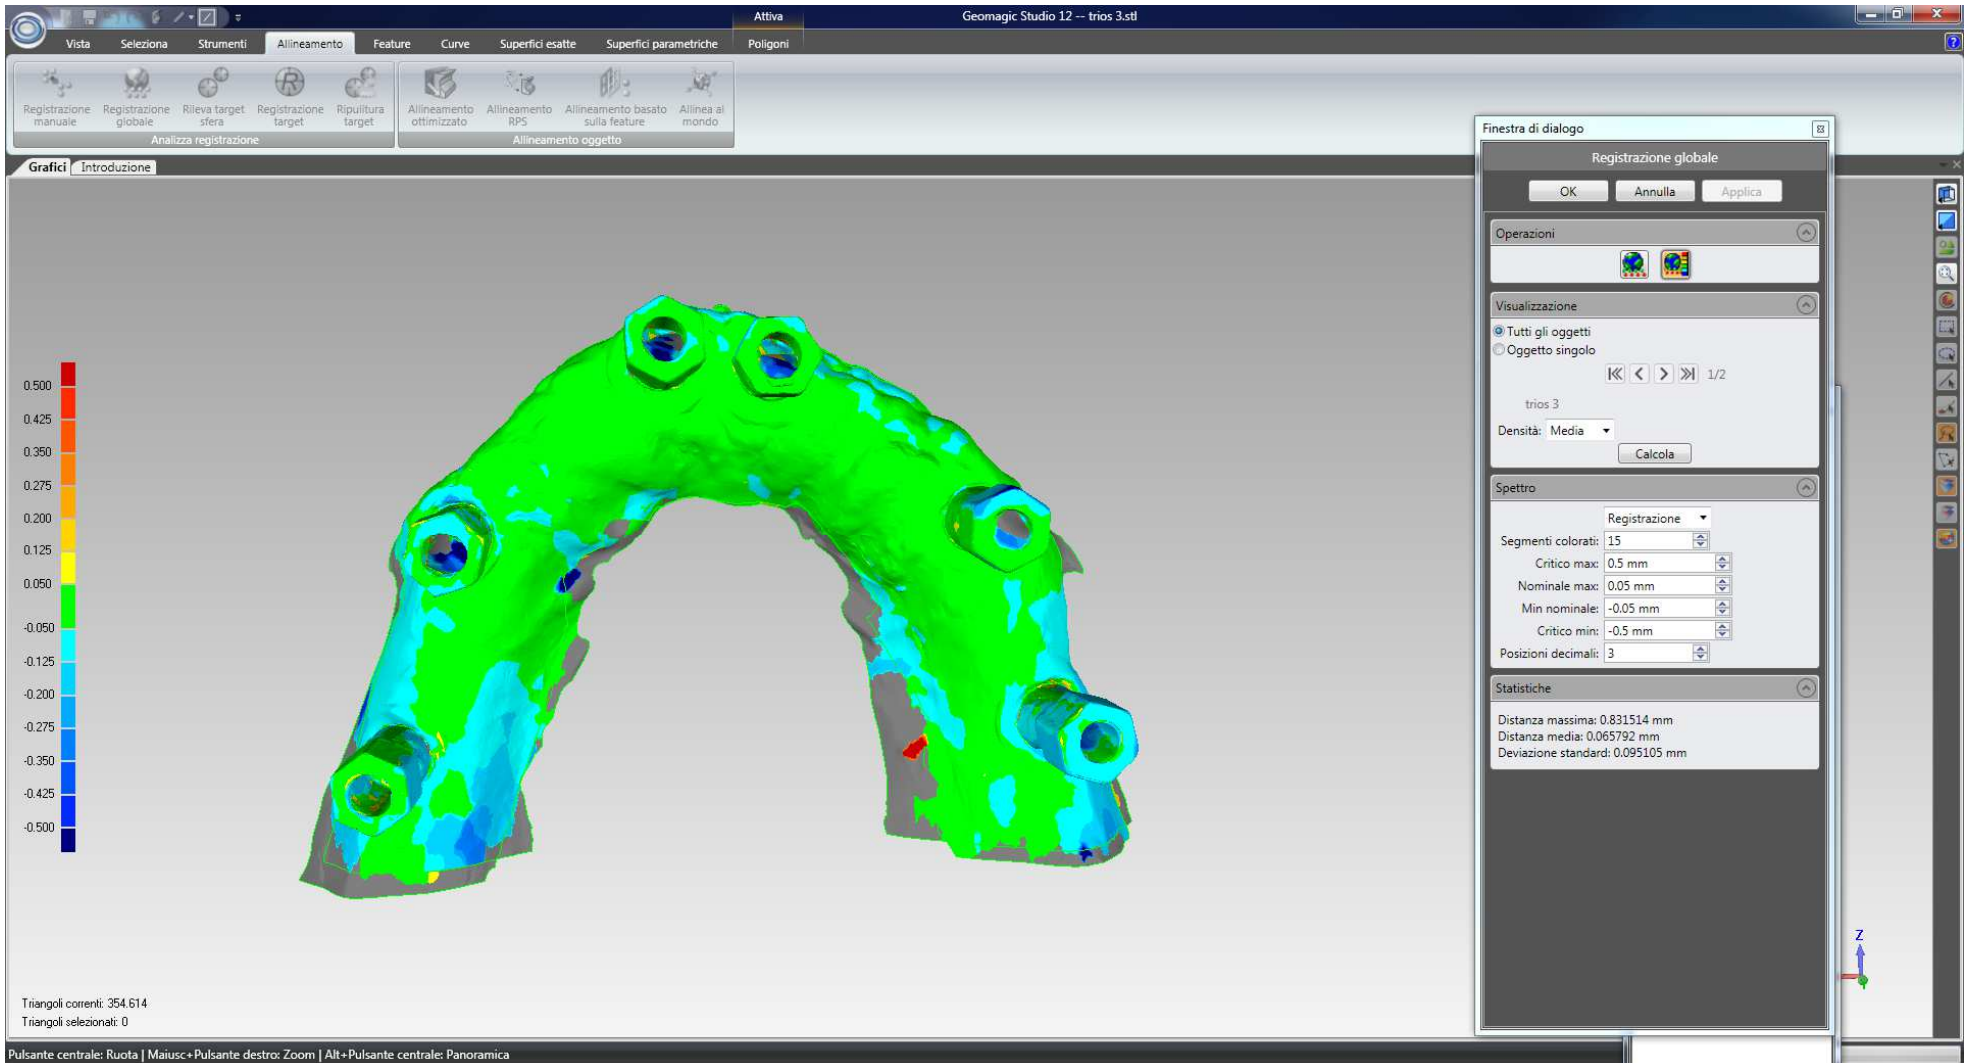 Attiva
Geomagic Studio 12 -- trios 3.stl
Vista
Seleziona
Strumenti
Allineamento
Feature
Curve
Superfici esatte
Superfici parametriche
Poligoni
Registrazione manuale
Registrazione globale
Rileva target sfera
Registrazione target
Ripulitura target
Allineamento ottimizzato
Allineamento RPS
Allineamento basato sulla feature
Allinea al mondo
Analizza registrazione
Allineamento oggetto
Grafici
Introduzione
0.500
0.425
0.350
0.275
0.200
0.125
0.050
-0.050
-0.125
-0.200
-0.275
-0.350
-0.425
-0.500
Finestra di dialogo
Registrazione globale
OK
Annulla
Applica
Operazioni
Visualizzazione
Tutti gli oggetti
Oggetto singolo
1/2
trios 3
Densità: Media
Calcola
Spettro
Registrazione
Segmenti colorati: 15
Critico max: 0.5 mm
Nominale max: 0.05 mm
Min nominale: -0.05 mm
Critico min: -0.5 mm
Posizioni decimali: 3
Statistiche
Distanza massima: 0.831514 mm
Distanza media: 0.065792 mm
Deviazione standard: 0.095105 mm
Z
Triangoli correnti: 354.614
Triangoli selezionati: 0
Pulsante centrale: Ruota | Maiusc+Pulsante destro: Zoom | Alt+Pulsante centrale: Panoramica